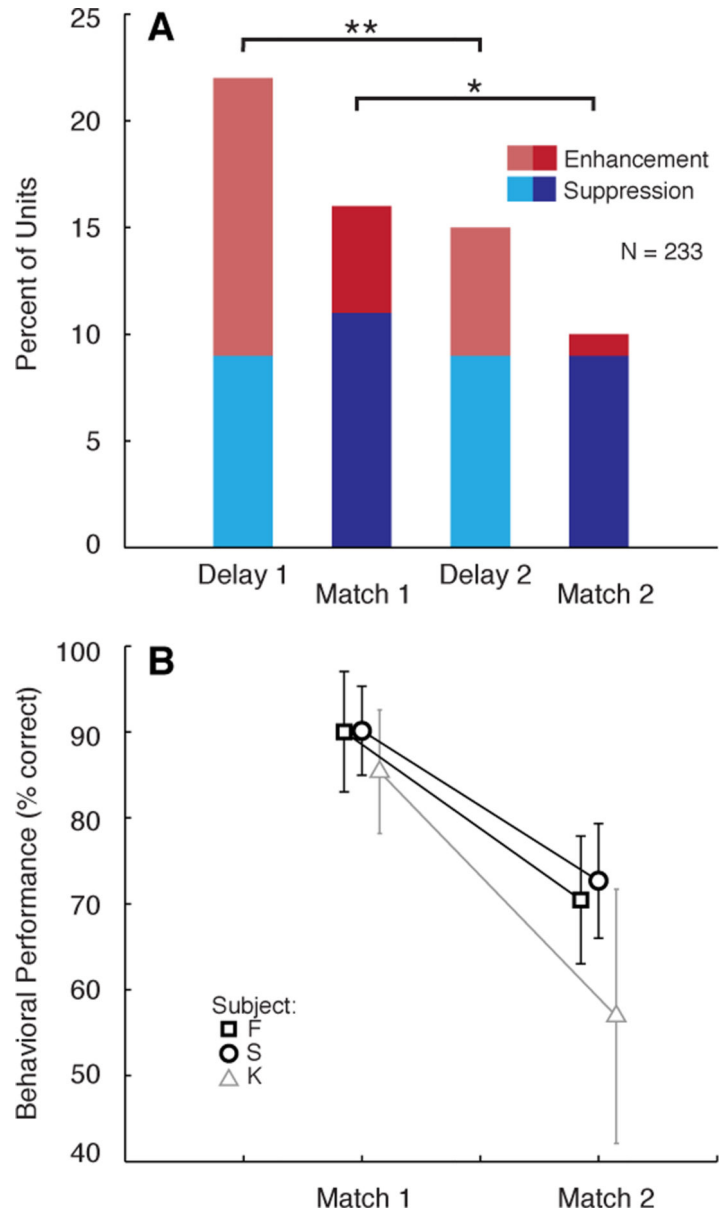 A
**
*
25
20
15
10
5
0
Percent of Units
Enhancement
Suppression
N = 233
Delay 1
Match 1
Delay 2
Match 2
B
100
90
80
70
60
50
40
Behavioral Performance (% correct)
Subject:
F
S
K
Match 1
Match 2